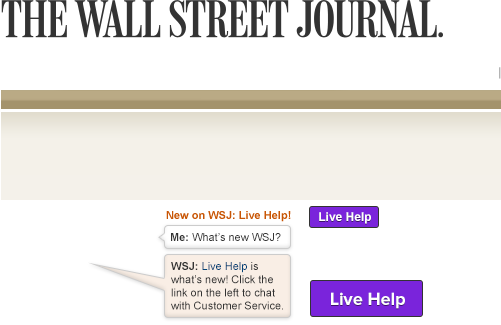 THE WALL STREET JOURNAL.
New on WSJ: Live Help!
Live Help
Me: What's new WSJ?
WSJ: Live Help is
what's new! Click the
link on the left to chat
with Customer Service.
Live Help